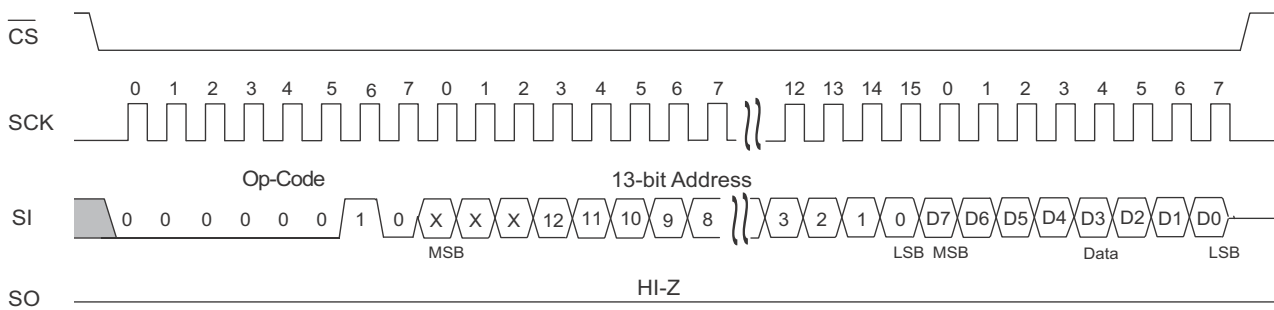 CS
0 1 2 3 4 5 6 7 0 1 2 3 4 5 6 7 12 13 14 15 0 1 2 3 4 5 6 7
SCK
Op-Code 13-bit Address
SI 0 0 0 0 0 0 1 0 X X X 12 11 10 9 8 3 2 1 0 D7 D6 D5 D4 D3 D2 D1 D0
MSB LSB MSB Data LSB
HI-Z
SO